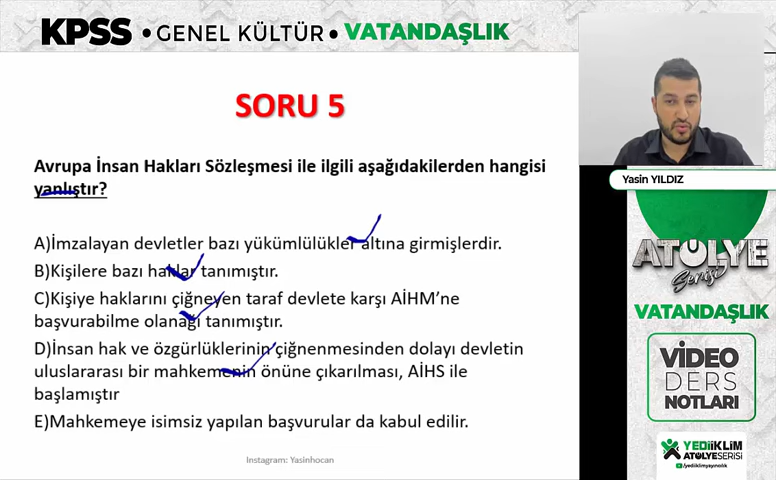 KPSS • GENEL KÜLTÜR • VATANDAŞLIK
SORU 5
Avrupa İnsan Hakları Sözleşmesi ile ilgili aşağıdakilerden hangisi
yanlıştır?
A)İmzalayan devletler bazı yükümlülükler altına girmişlerdir.
B)Kişilere bazı haklar tanımıştır.
C)Kişiye haklarını çiğneyen taraf devlete karşı AİHM’ne
başvurabilme olanağı tanımıştır.
D)İnsan hak ve özgürlüklerinin çiğnenmesinden dolayı devletin
uluslararası bir mahkemenin önüne çıkarılması, AİHS ile
başlamıştır
E)Mahkemeye isimsiz yapılan başvurular da kabul edilir.
Instagram: Yasinhocan
Yasin YILDIZ
ATÖLYE
Serisi
VATANDAŞLIK
VİDEO
DERS
NOTLARI
YEDİİKLİM
ATÖLYESERİSİ
/yediiklimyayincilik